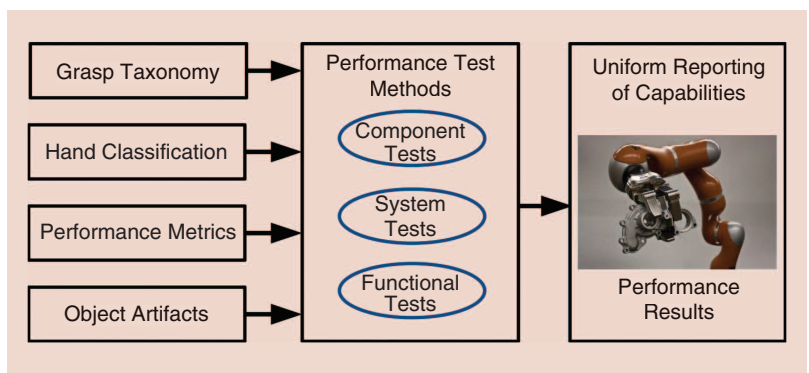 Grasp Taxonomy
Hand Classification
Performance Metrics
Object Artifacts
Performance Test
Methods
Component
Tests
System
Tests
Functional
Tests
Uniform Reporting
of Capabilities
Performance
Results